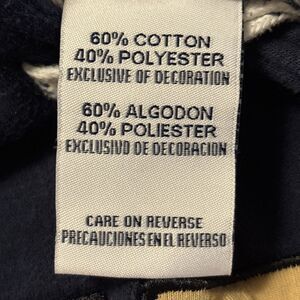 60% COTTON
40% POLYESTER
EXCLUSIVE OF DECORATION
60% ALGODON
40% POLIESTER
EXCLUSIVO DE DECORACION
CARE ON REVERSE
PRECAUCIONES EN EL REVERSO